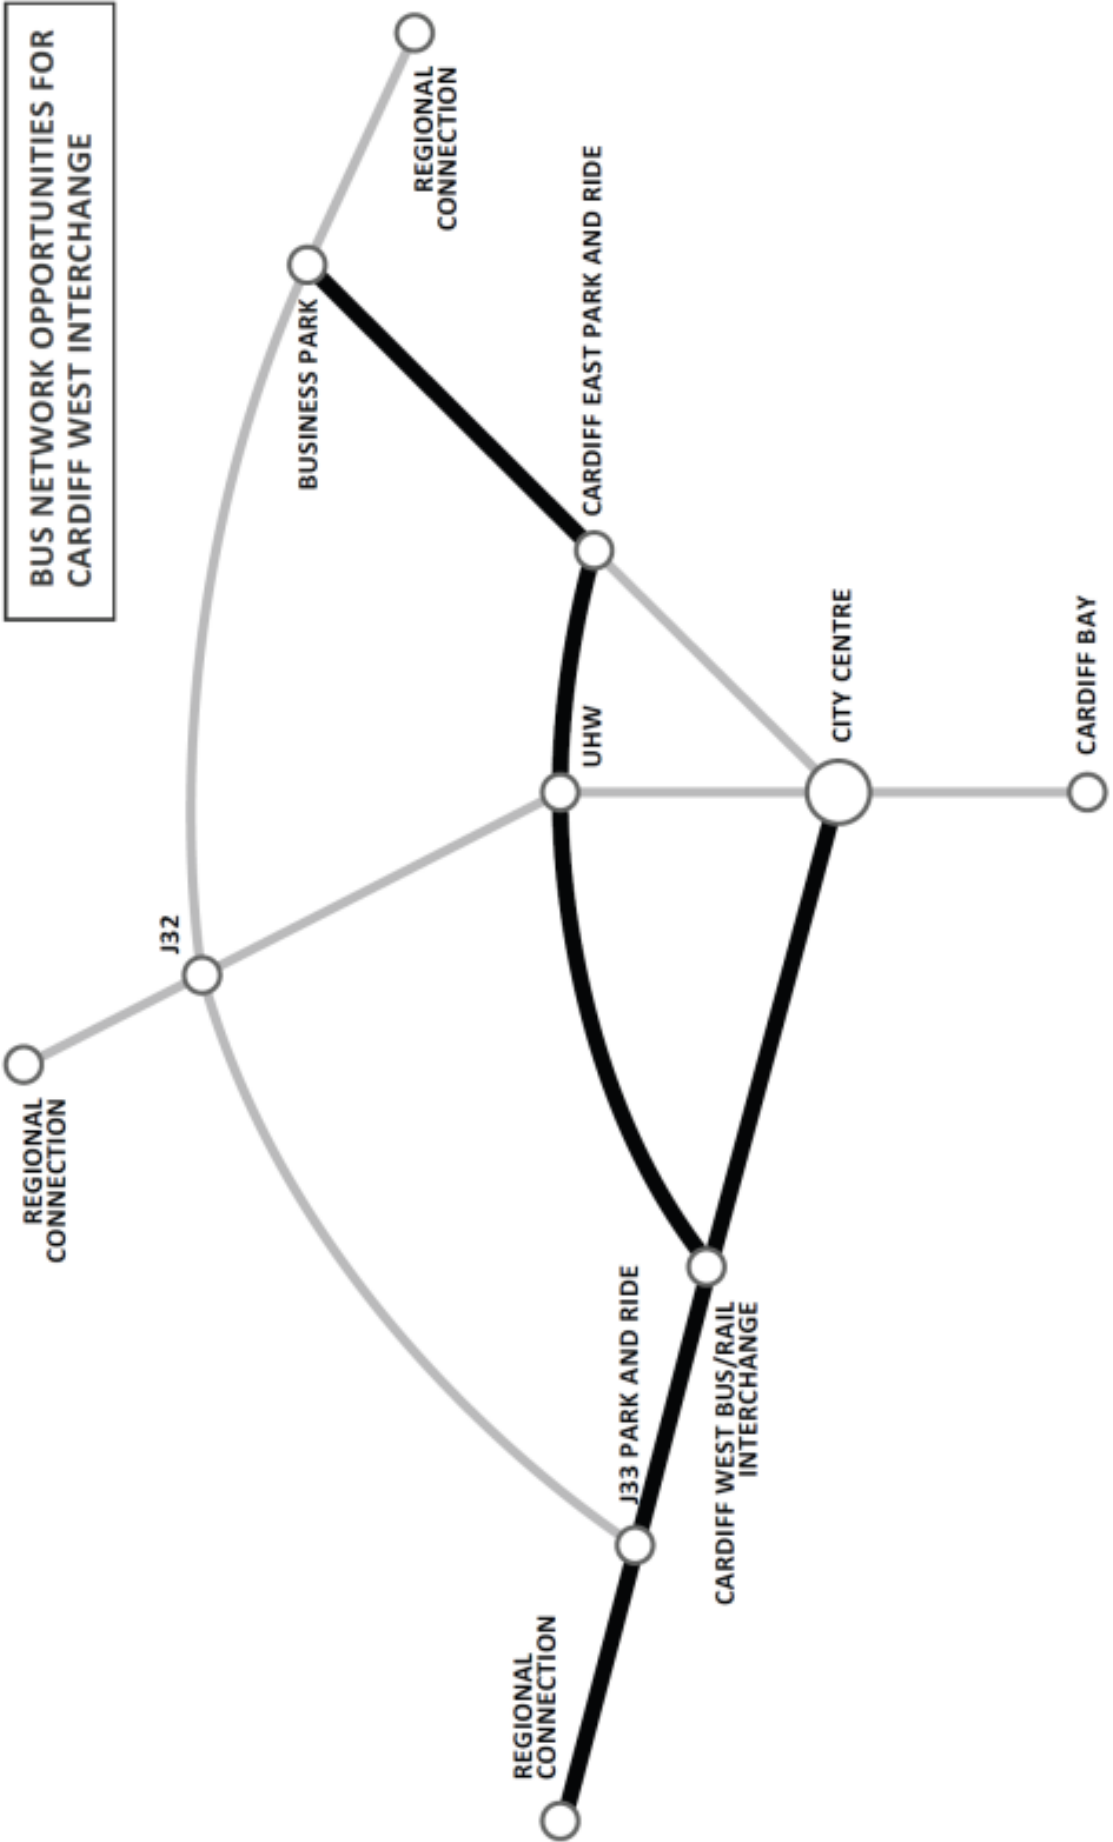 BUS NETWORK OPPORTUNITIES FOR
CARDIFF WEST INTERCHANGE
REGIONAL
CONNECTION
J32
REGIONAL
CONNECTION
BUSINESS PARK
REGIONAL
CONNECTION
J33 PARK AND RIDE
UHW
CARDIFF EAST PARK AND RIDE
CARDIFF WEST BUS/RAIL
INTERCHANGE
CITY CENTRE
CARDIFF BAY